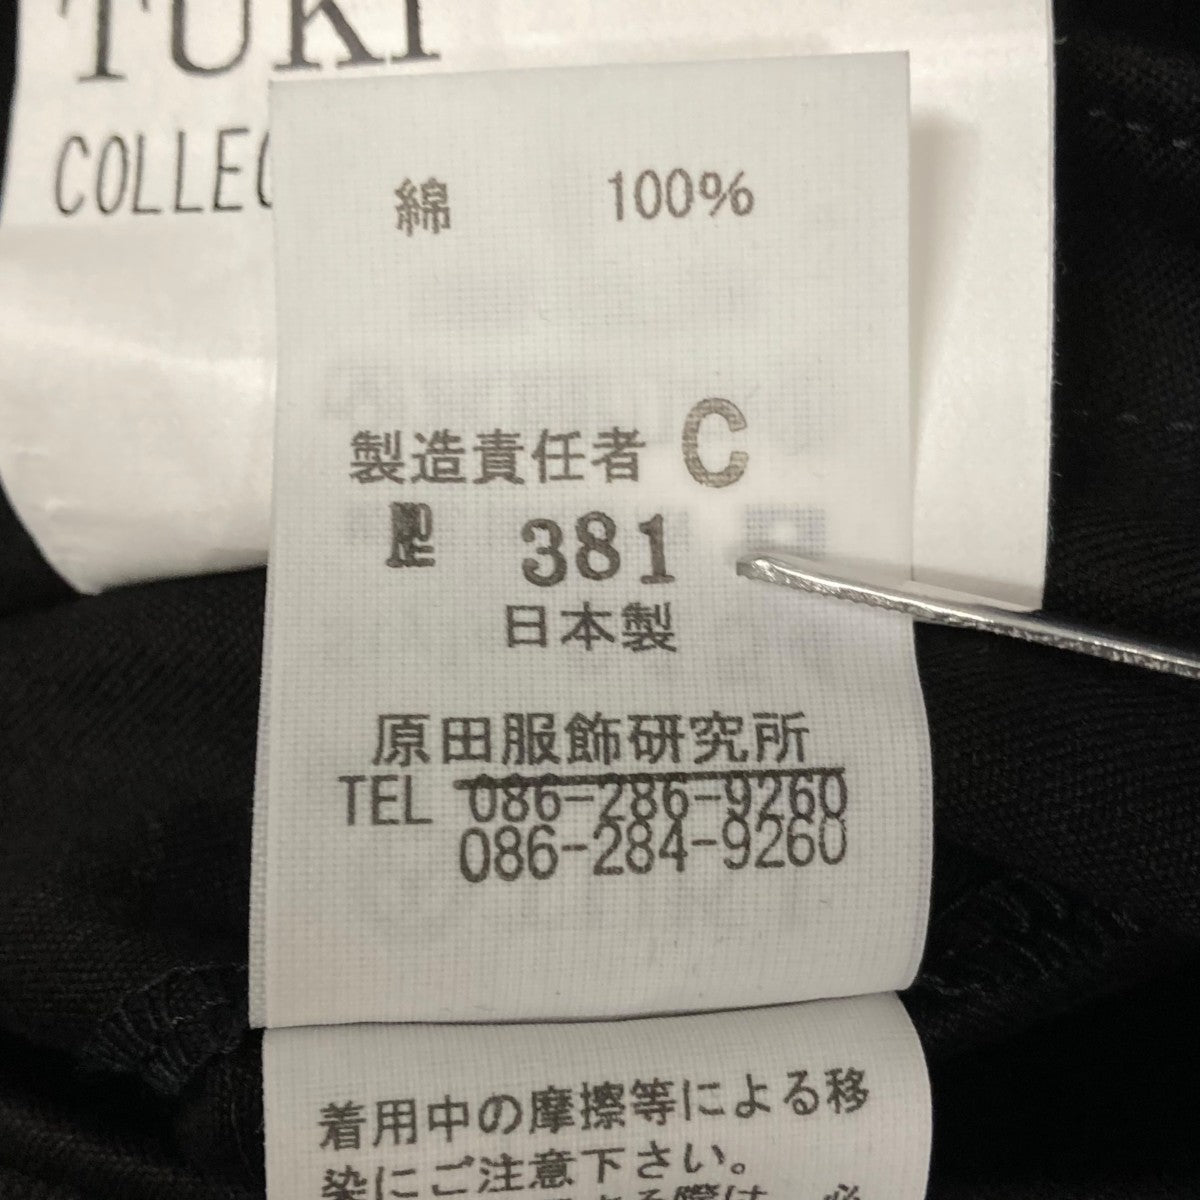 TUKI
COLLEC
綿 100%
製造責任者 C
381
日本製
原田服飾研究所
TEL 086-286-9260
086-284-9260
着用中の摩擦等による移
染にご注意下さい。